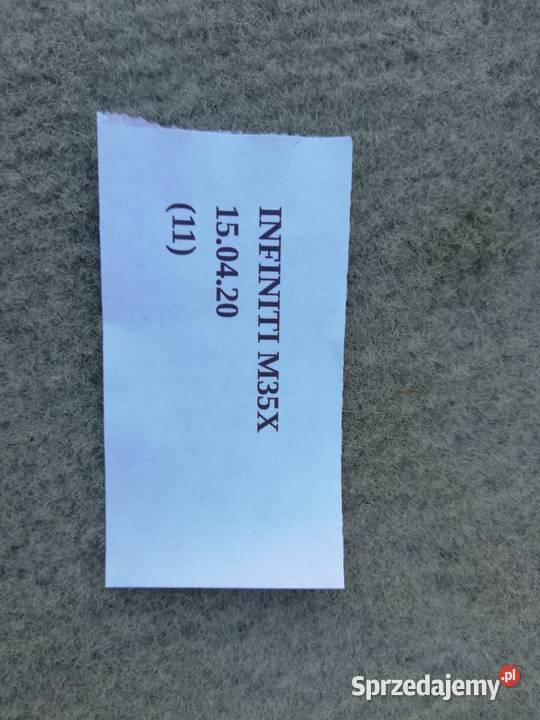 INFINITI M35X
15.04.20
(11)
Sprzedajemy.pl